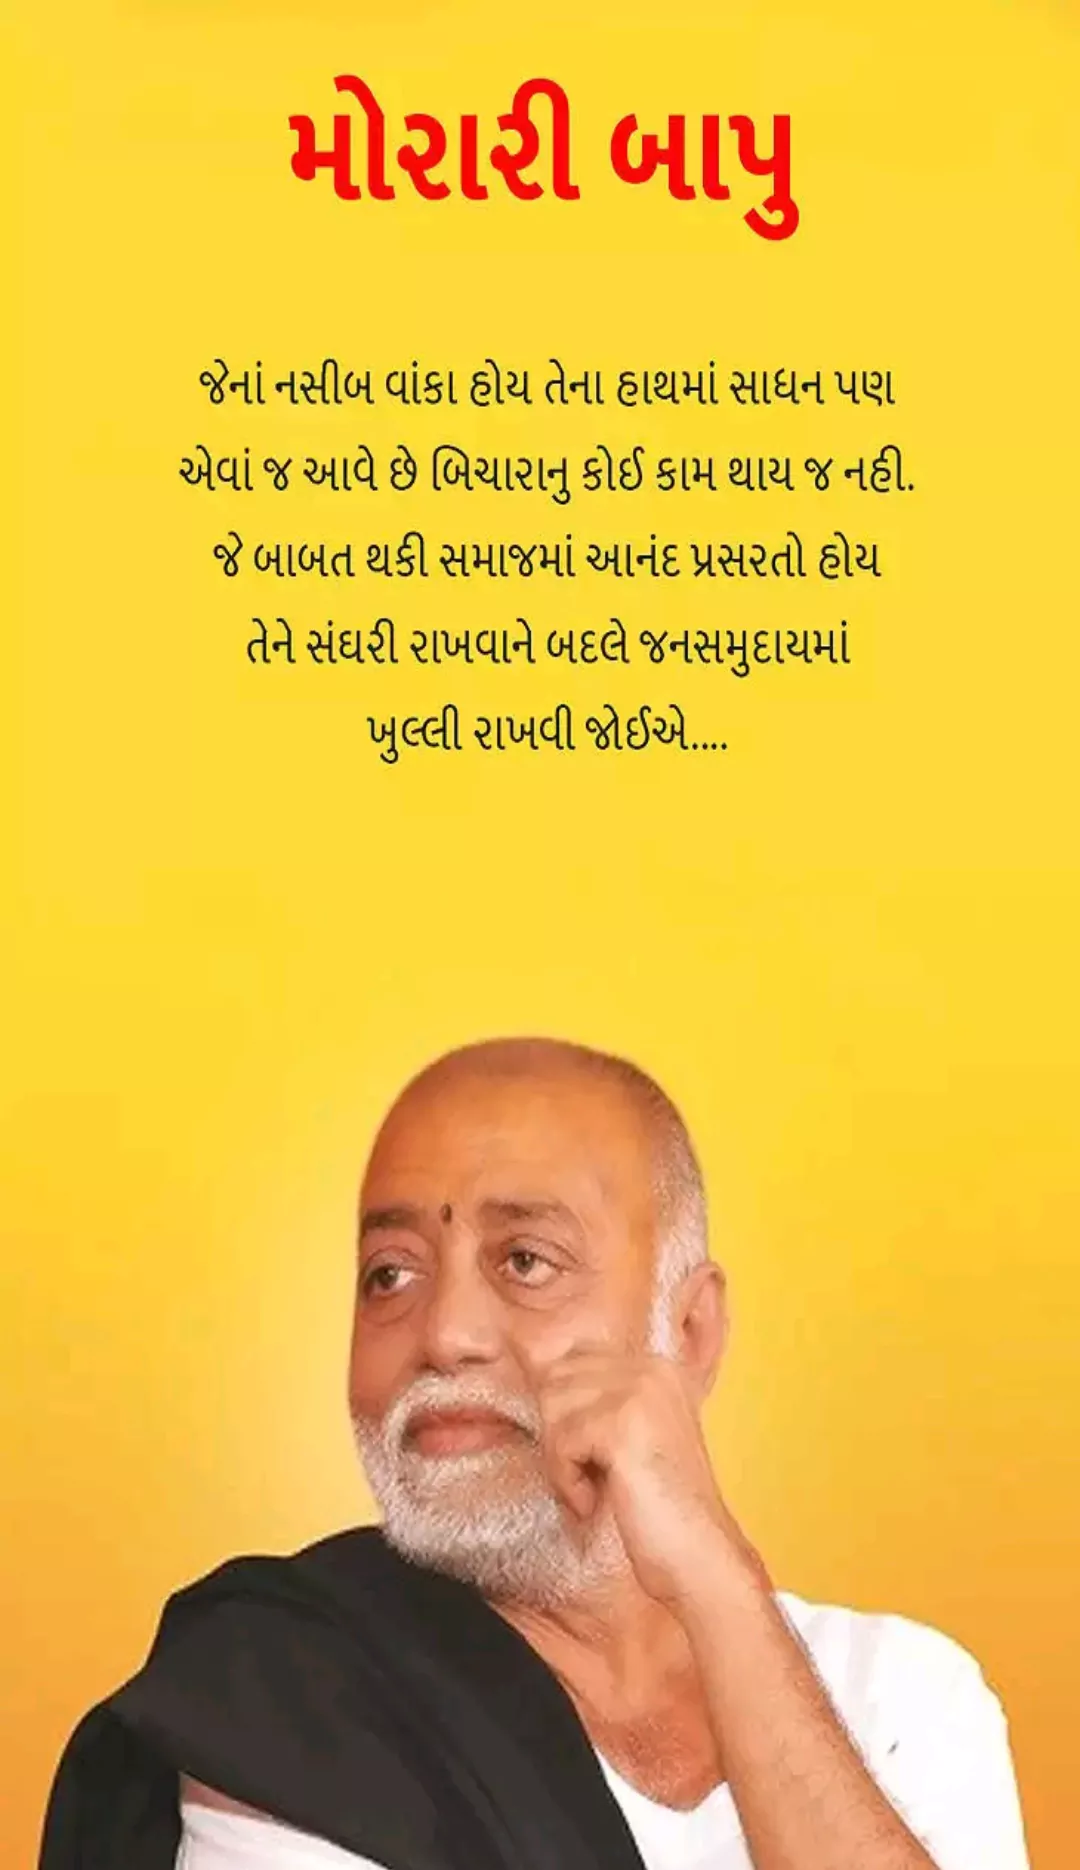 મોરારી બાપુ
જેનાં નસીબ વાંકા હોય તેના હાથમાં સાધન પણ
એવાં જ આવે છે બિચારાનુ કોઈ કામ થાય જ નહી.
જે બાબત થકી સમાજમાં આનંદ પ્રસરતો હોય
તેને સંઘરી રાખવાને બદલે જનસમુદાયમાં
ખુલ્લી રાખવી જોઈએ....